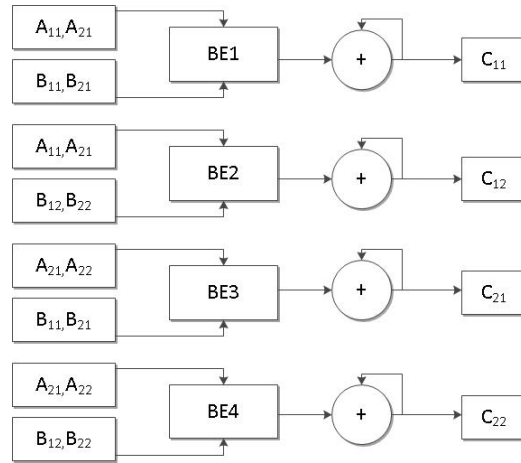 A₁₁,A₂₁
B₁₁,B₂₁
BE1
+
C₁₁
A₁₁,A₂₁
B₁₂,B₂₂
BE2
+
C₁₂
A₂₁,A₂₂
B₁₁,B₂₁
BE3
+
C₂₁
A₂₁,A₂₂
B₁₂,B₂₂
BE4
+
C₂₂